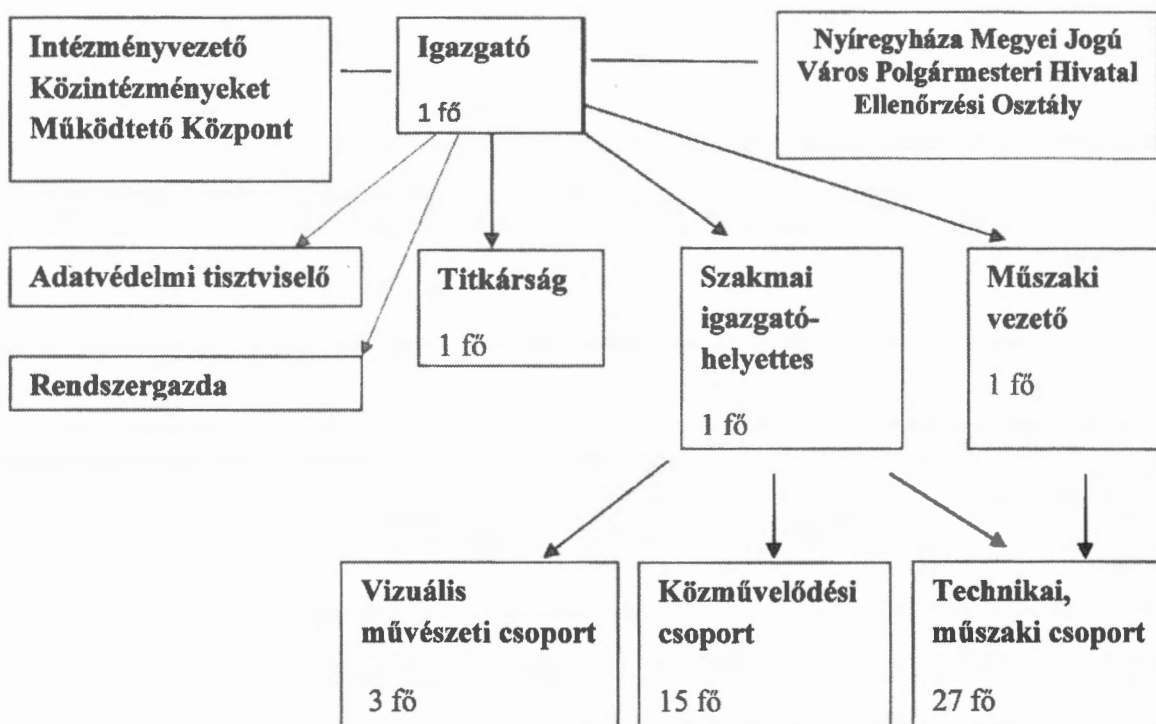 Intézményvezető
Közintézményeket
Működtető Központ
Igazgató
1 fő
Nyíregyháza Megyei Jogú
Város Polgármesteri Hivatal
Ellenőrzési Osztály
Adatvédelmi tisztviselő
Rendszergazda
Titkárság
1 fő
Szakmai
igazgató-
helyettes
1 fő
Műszaki
vezető
1 fő
Vizuális
művészeti csoport
3 fő
Közművelődési
csoport
15 fő
Technikai,
műszaki csoport
27 fő